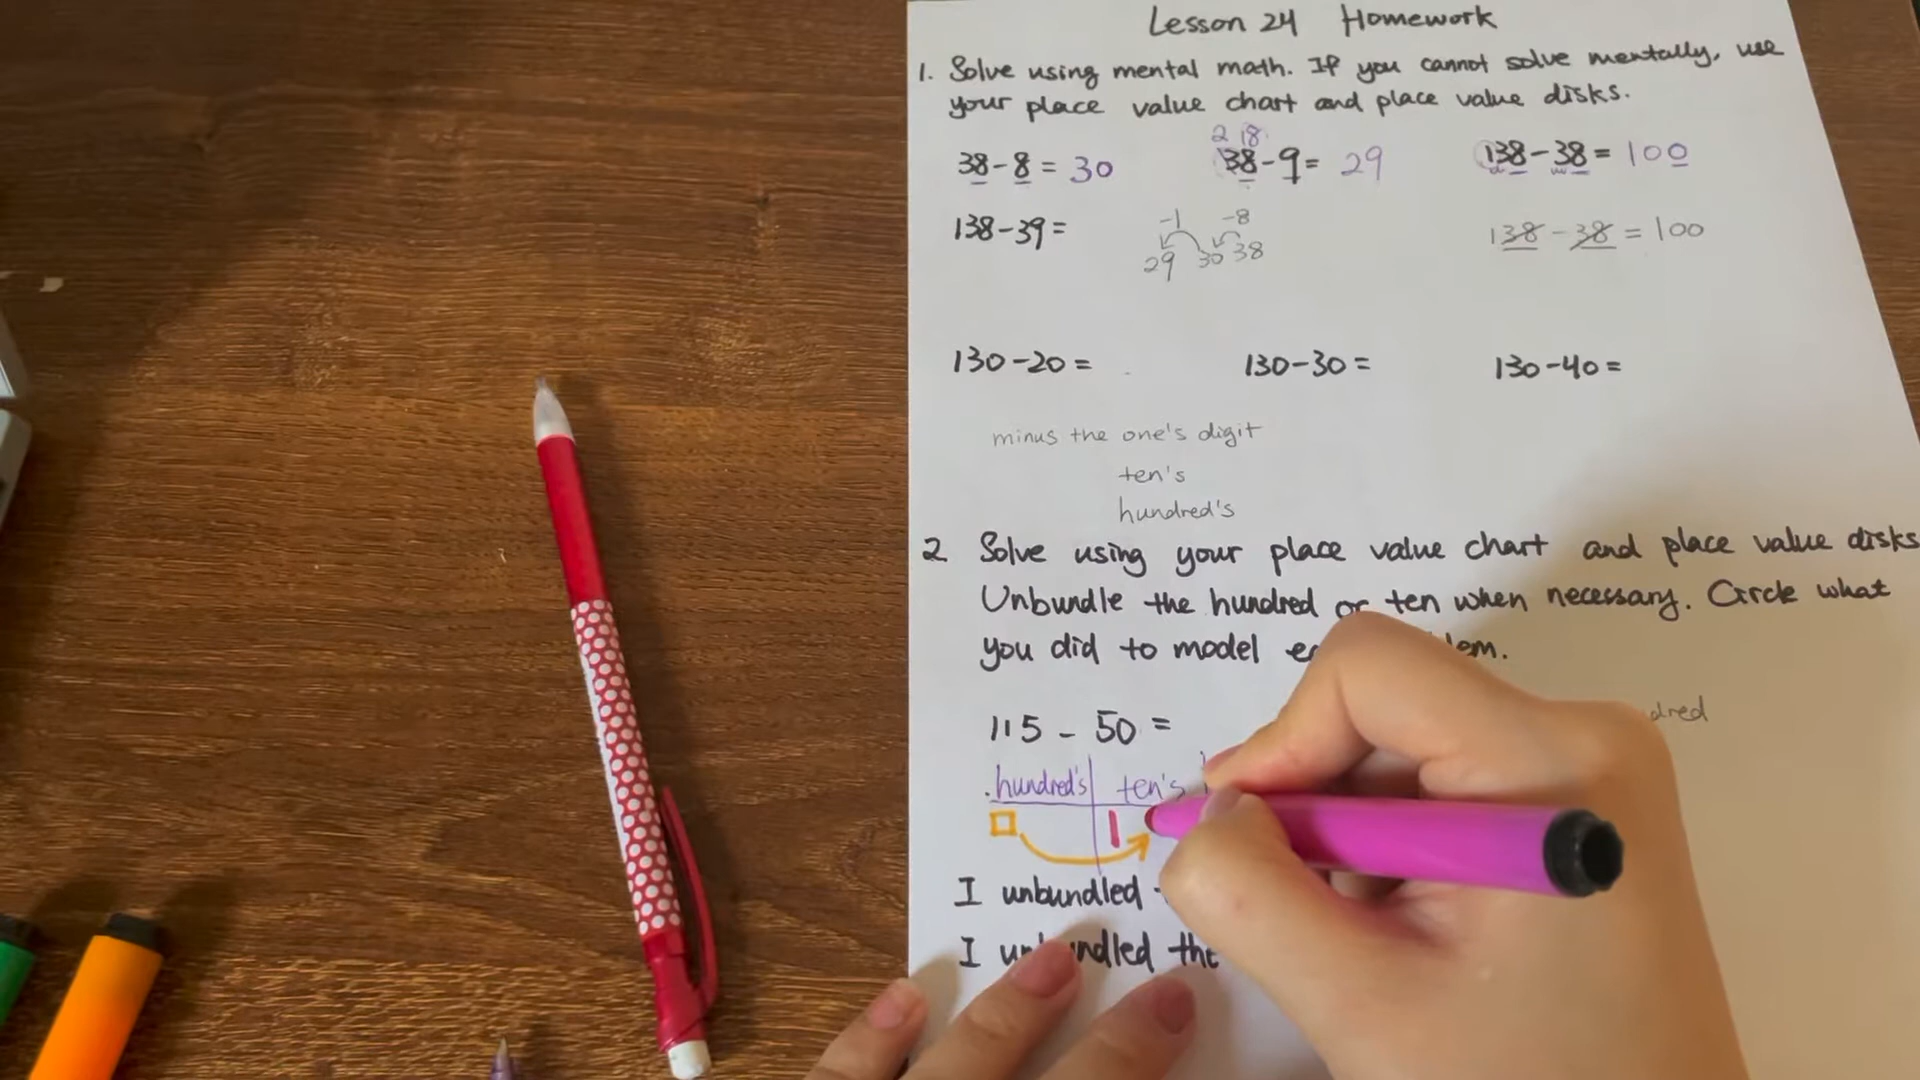 Lesson 24 Homework
1. Solve using mental math. If you cannot solve mentally, use
your place value chart and place value disks.
2 18
38-8 = 30 38-9= 29 138-38 = 100
138-39=
-1 -8
29 30 38
138 - 38 = 100
130-20 = 130-30 = 130-40 =
minus the one's digit
ten's
hundred's
2 Solve using your place value chart and place value disks
Unbundle the hundred or ten when necessary. Circle what
you did to model
115 - 50 =
hundred's ten's
I unbundled
I unbundled the